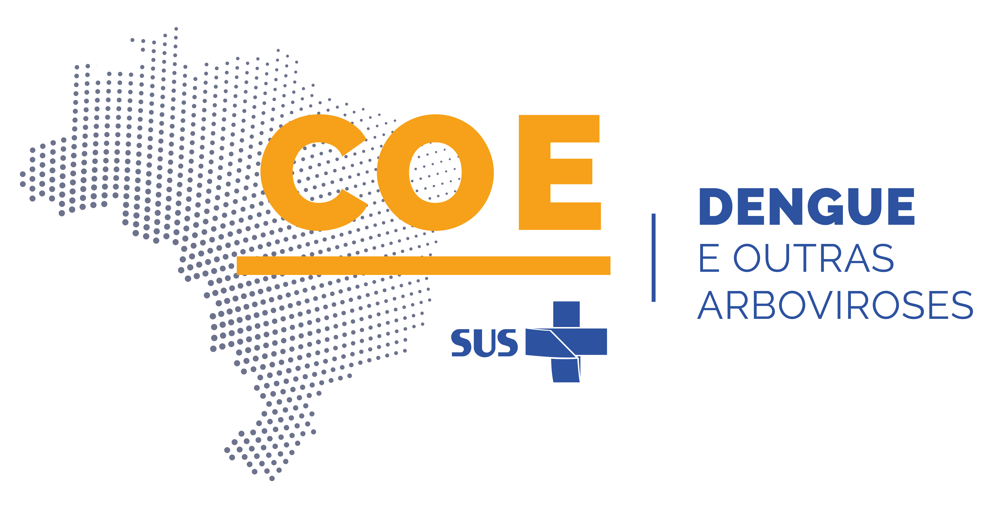 COE
SUS
DENGUE
E OUTRAS
ARBOVIROSES